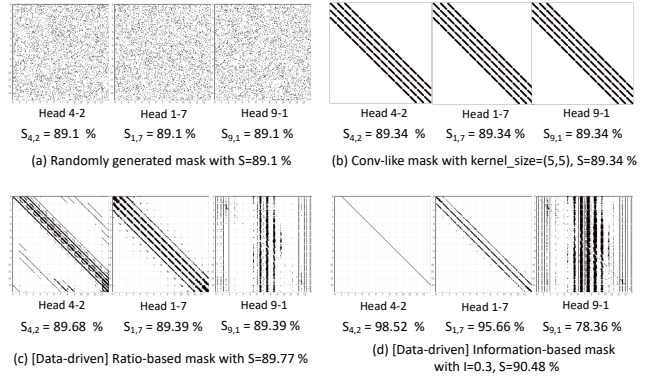 Head 4-2 Head 1-7 Head 9-1
S4,2 = 89.1 % S1,7 = 89.1 % S9,1 = 89.1 %
(a) Randomly generated mask with S=89.1 %
Head 4-2 Head 1-7 Head 9-1
S4,2 = 89.34 % S1,7 = 89.34 % S9,1 = 89.34 %
(b) Conv-like mask with kernel_size=(5,5), S=89.34 %
Head 4-2 Head 1-7 Head 9-1
S4,2 = 89.68 % S1,7 = 89.39 % S9,1 = 89.39 %
(c) [Data-driven] Ratio-based mask with S=89.77 %
Head 4-2 Head 1-7 Head 9-1
S4,2 = 98.52 % S1,7 = 95.66 % S9,1 = 78.36 %
(d) [Data-driven] Information-based mask
with I=0.3, S=90.48 %